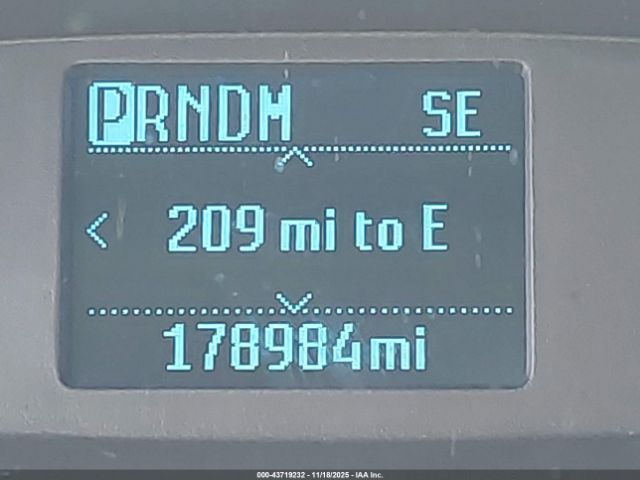 PRNDM SE
< 209 mi to E
178984mi
000-43719232 - 11/18/2025 - IAA Inc.